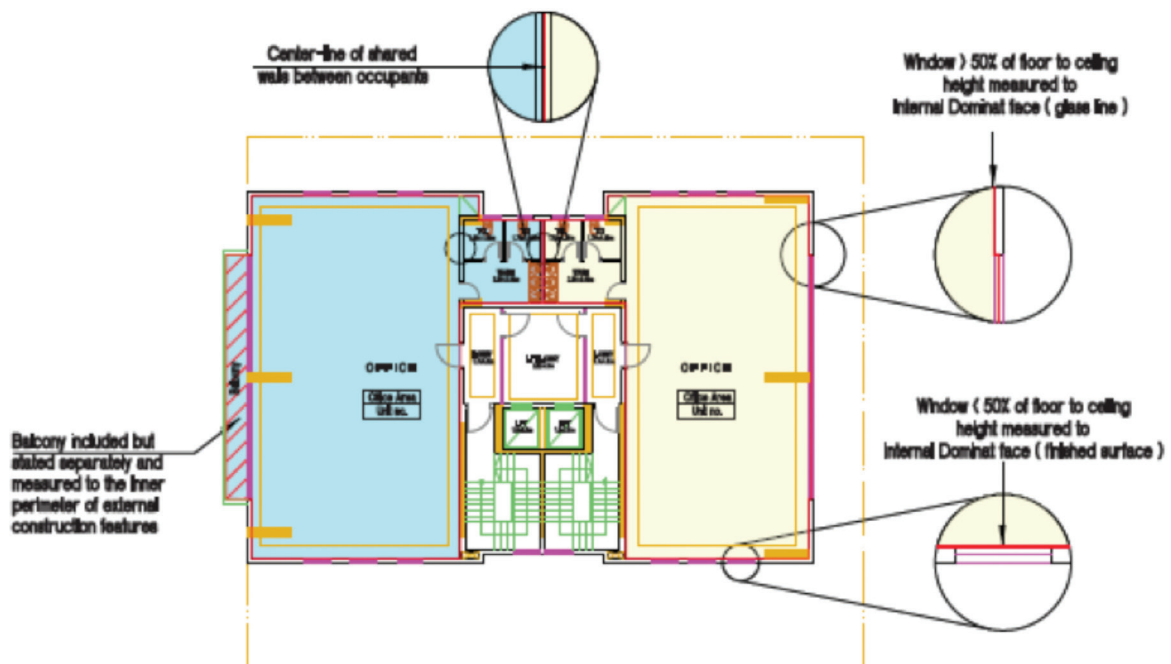 Center-line of shared
walls between occupants
Window > 50% of floor to ceiling
height measured to
Internal Dominat face ( glass line )
OFFICE
Office Area
Unit no.
OFFICE
Office Area
Unit no.
Balcony
Balcony included but
stated separately and
measured to the inner
perimeter of external
construction features
Window < 50% of floor to ceiling
height measured to
Internal Dominat face ( finished surface )